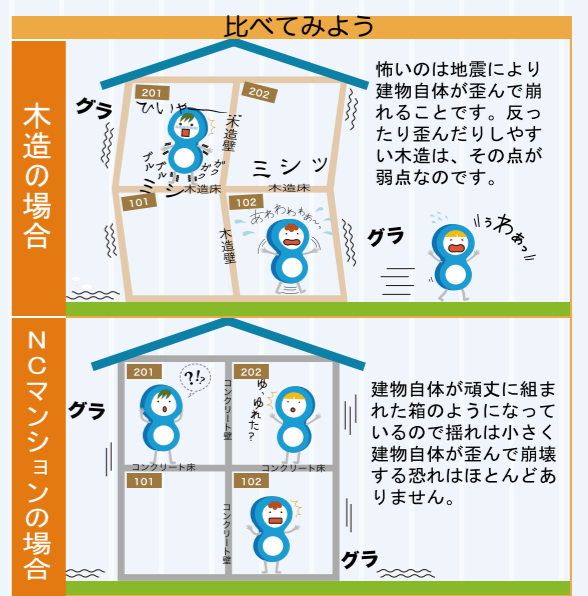 比べてみよう
木造の場合
グラ
201
ひぃゃー
202
木造壁
ブルブル
ガクガク
ミシ
ミシッ
木造床
木造床
101
102
木造壁
あわわわぁ〜っ
グラ
うわぁっ
怖いのは地震により
建物自体が歪んで崩
れることです。反っ
たり歪んだりしやす
い木造は、その点が
弱点なのです。
NCマンションの場合
グラ
201
?!?
202
ゆ、ゆれた?
コンクリート壁
コンクリート床
コンクリート床
101
102
コンクリート壁
グラ
建物自体が頑丈に組ま
れた箱のようになって
いるので揺れは小さく
建物自体が歪んで崩壊
する恐れはほとんどあ
りません。